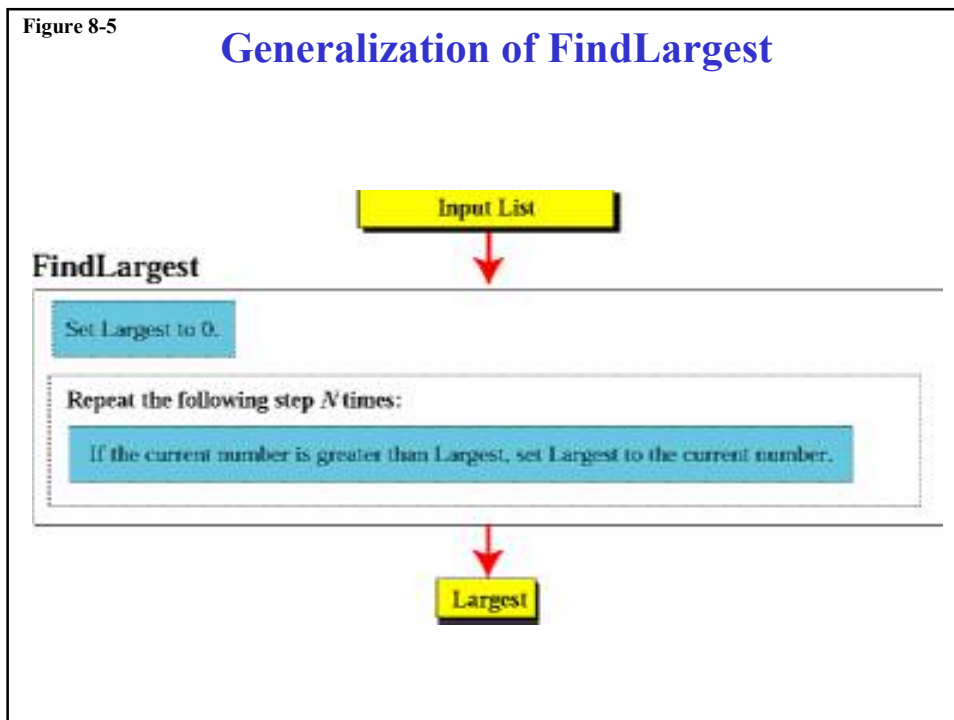 Figure 8-5
Generalization of FindLargest
Input List
FindLargest
Set Largest to 0.
Repeat the following step N times:
If the current number is greater than Largest, set Largest to the current number.
Largest